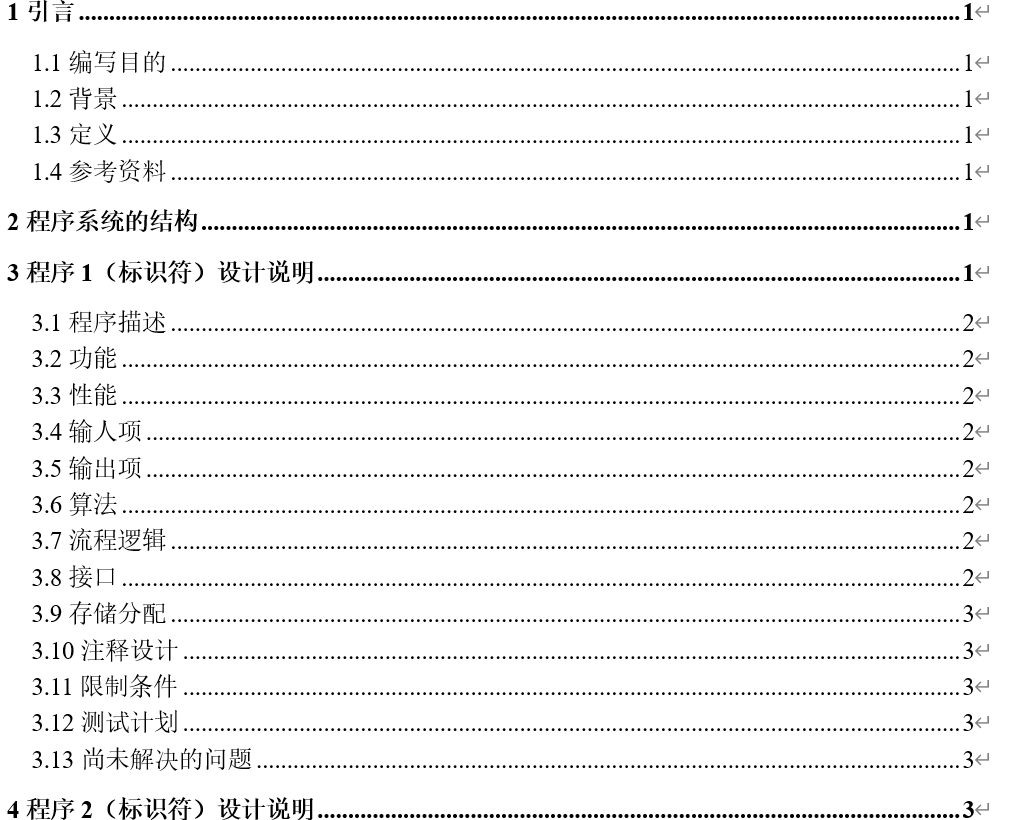 1 引言................1↵
1.1 编写目的................1↵
1.2 背景................1↵
1.3 定义................1↵
1.4 参考资料................1↵
2 程序系统的结构................1↵
3 程序 1（标识符）设计说明................1↵
3.1 程序描述................2↵
3.2 功能................2↵
3.3 性能................2↵
3.4 输人项................2↵
3.5 输出项................2↵
3.6 算法................2↵
3.7 流程逻辑................2↵
3.8 接口................2↵
3.9 存储分配................3↵
3.10 注释设计................3↵
3.11 限制条件................3↵
3.12 测试计划................3↵
3.13 尚未解决的问题................3↵
4 程序 2（标识符）设计说明................3↵